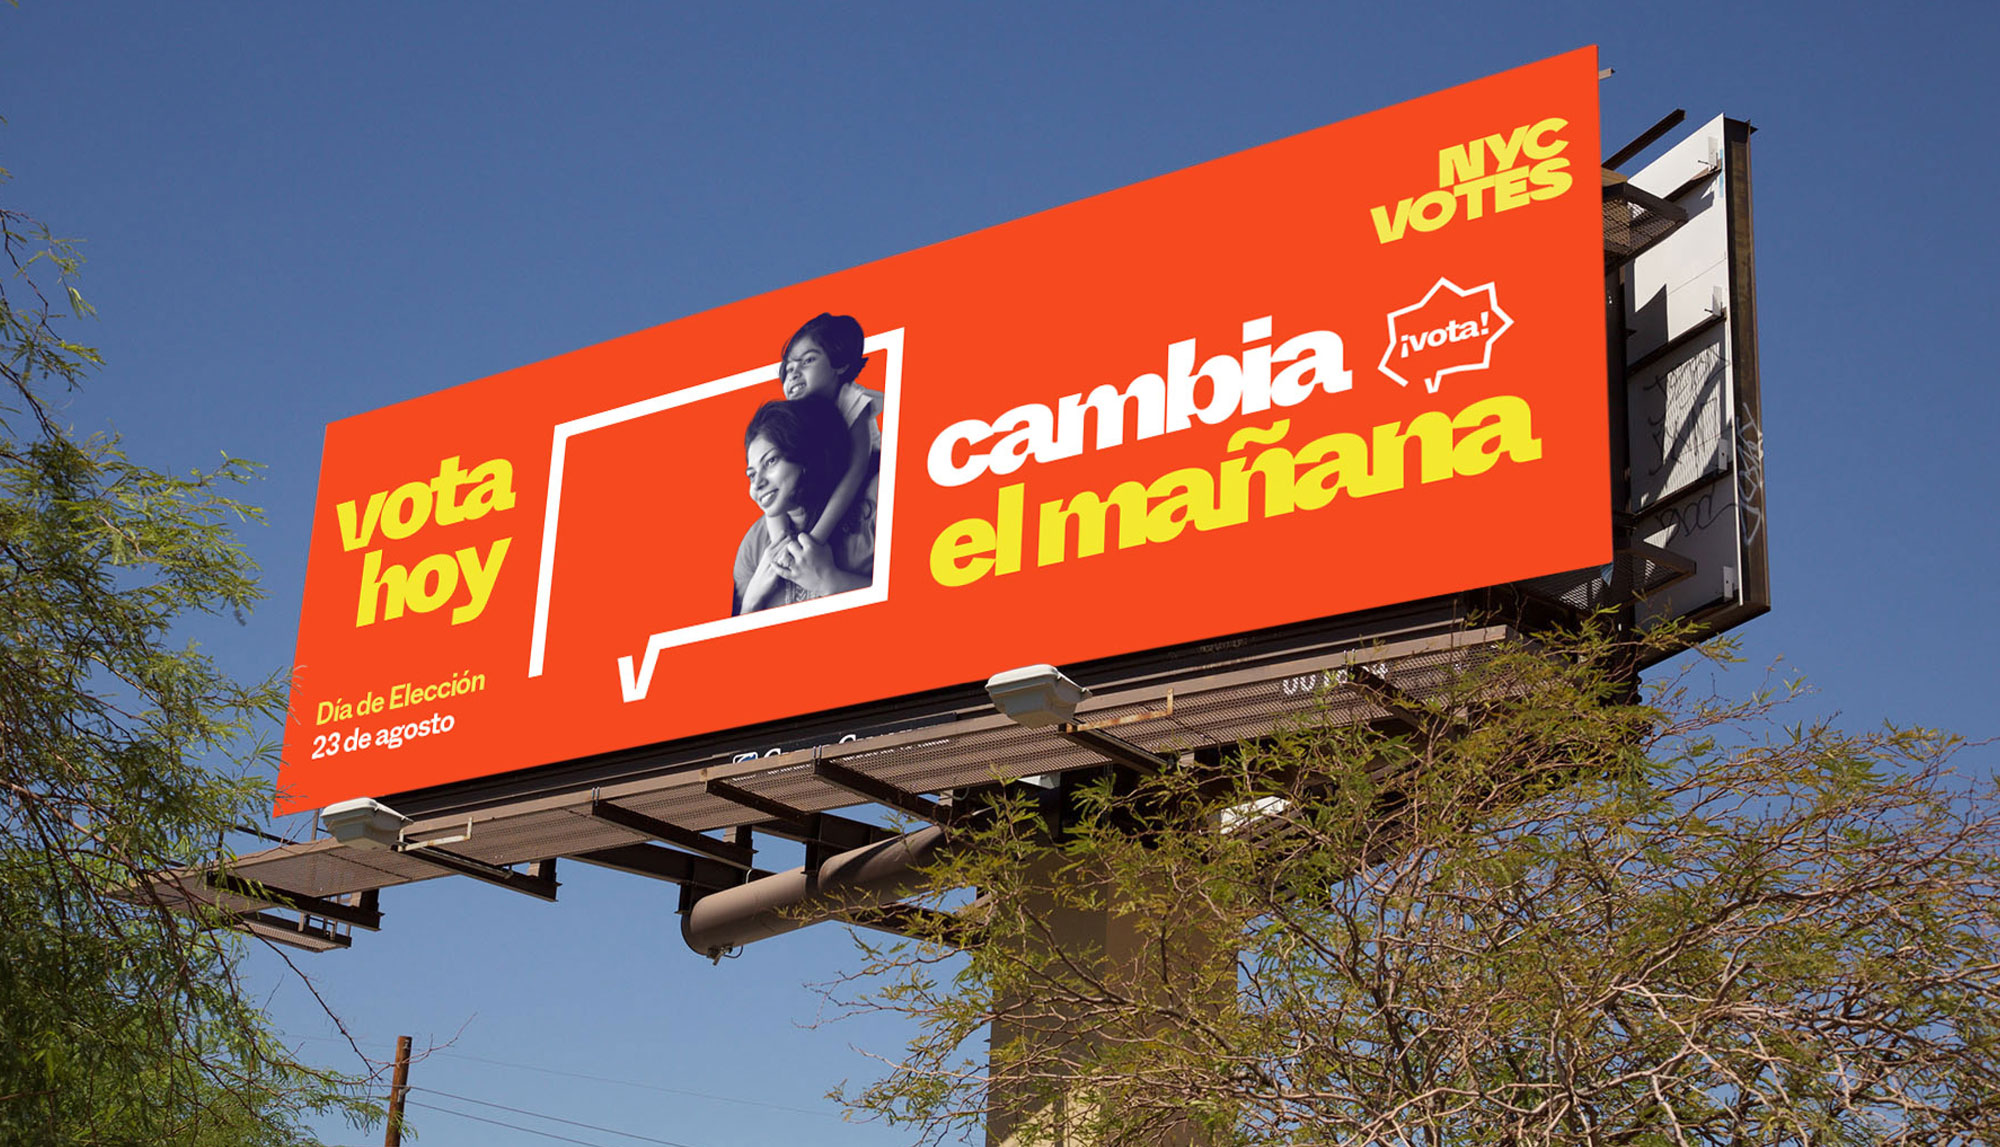 vota
hoy
Día de Elección
23 de agosto
cambia
el mañana
¡vota!
NYC
VOTES